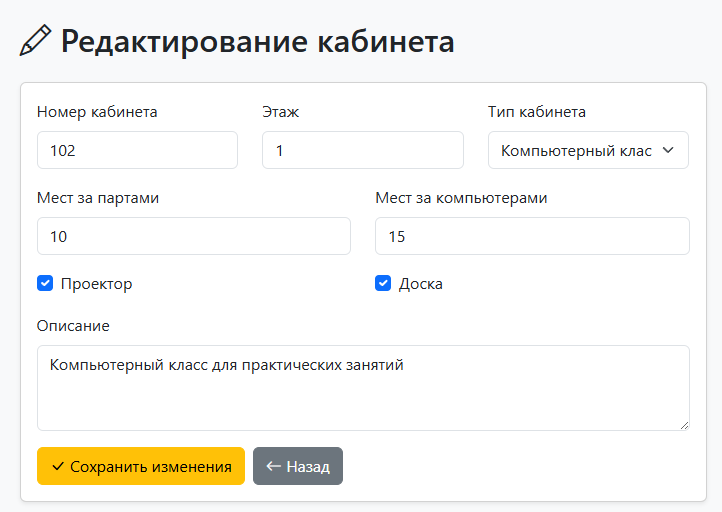 Редактирование кабинета
Номер кабинета Этаж Тип кабинета
102 1 Компьютерный клас
Мест за партами Мест за компьютерами
10 15
Проектор Доска
Описание
Компьютерный класс для практических занятий
Сохранить изменения Назад